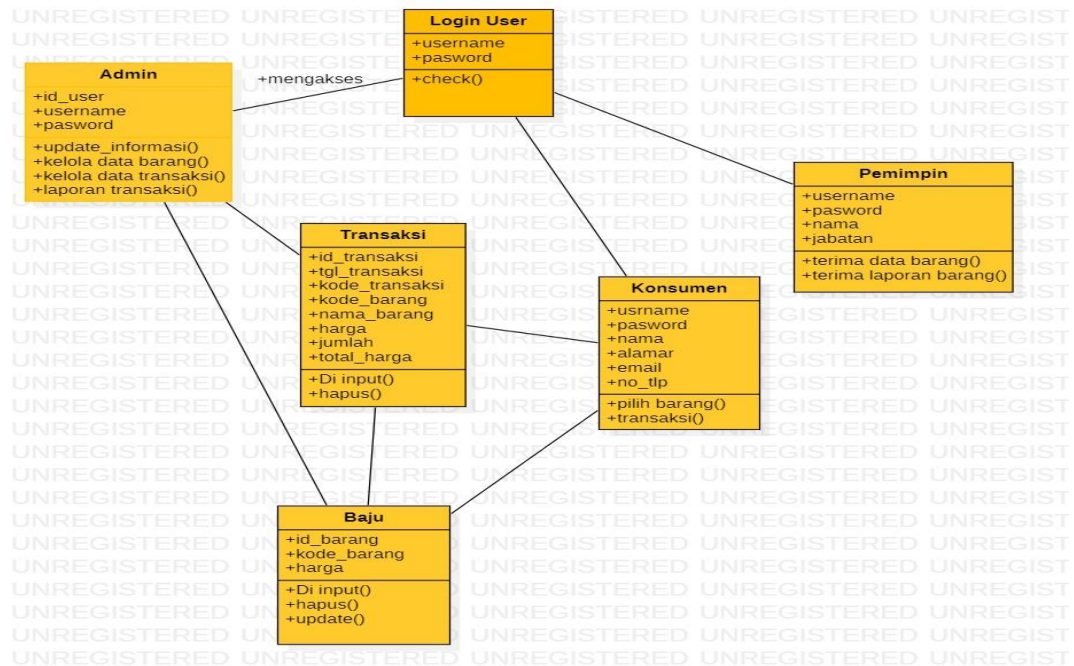 Login User
+username
+pasword
+check()
+mengakses
Admin
+id_user
+username
+pasword
+update_informasi()
+kelola data barang()
+kelola data transaksi()
+laporan transaksi()
Pemimpin
+username
+pasword
+nama
+jabatan
+terima data barang()
+terima laporan barang()
Transaksi
+id_transaksi
+tgl_transaksi
+kode_transaksi
+kode_barang
+nama_barang
+harga
+jumlah
+total_harga
+Di input()
+hapus()
Konsumen
+usrname
+pasword
+nama
+alamar
+email
+no_tlp
+pilih barang()
+transaksi()
Baju
+id_barang
+kode_barang
+harga
+Di input()
+hapus()
+update()
UNREGISTERED